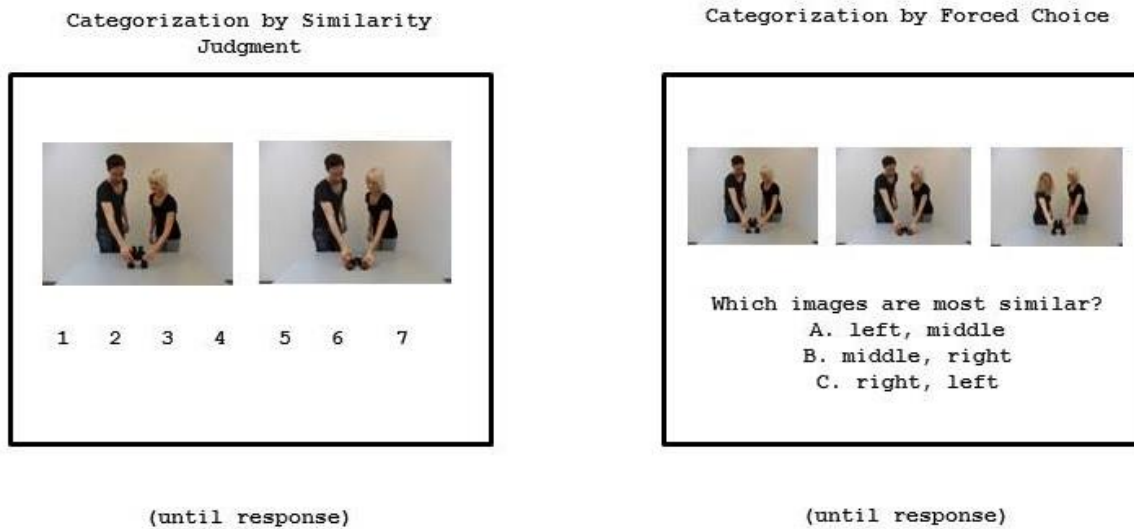 Categorization by Similarity
Judgment
1 2 3 4 5 6 7
(until response)
Categorization by Forced Choice
Which images are most similar?
A. left, middle
B. middle, right
C. right, left
(until response)